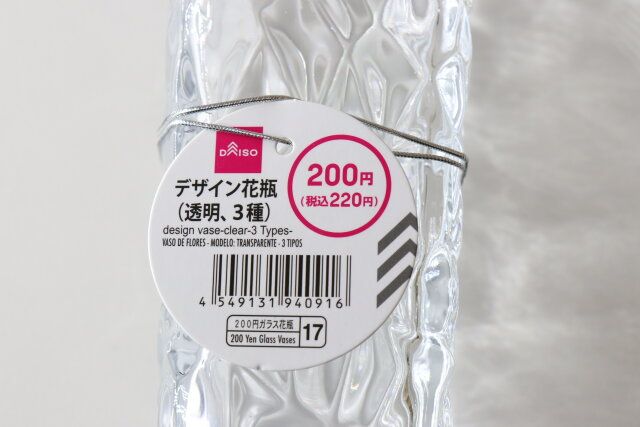 DAISO
200円
(税込220円)
デザイン花瓶
(透明、3種)
design vase-clear-3 Types-
VASO DE FLORES - MODELO: TRANSPARENTE - 3 TIPOS
4 549131 940916
200円ガラス花瓶
200 Yen Glass Vases
17